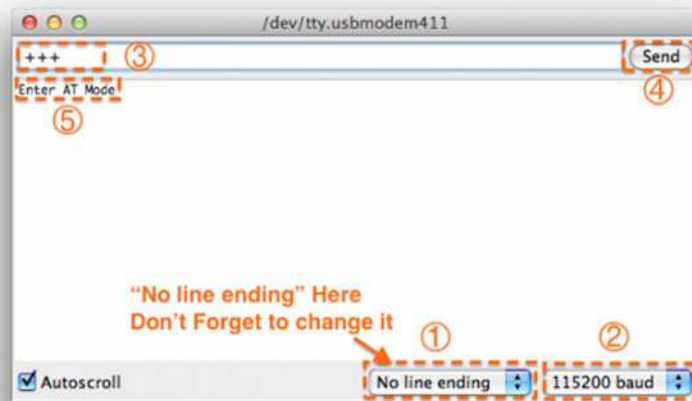 /dev/tty.usbmodem411
+++ ③ Send
④
Enter AT Mode
⑤
“No line ending” Here
Don't Forget to change it
① ②
Autoscroll No line ending 115200 baud